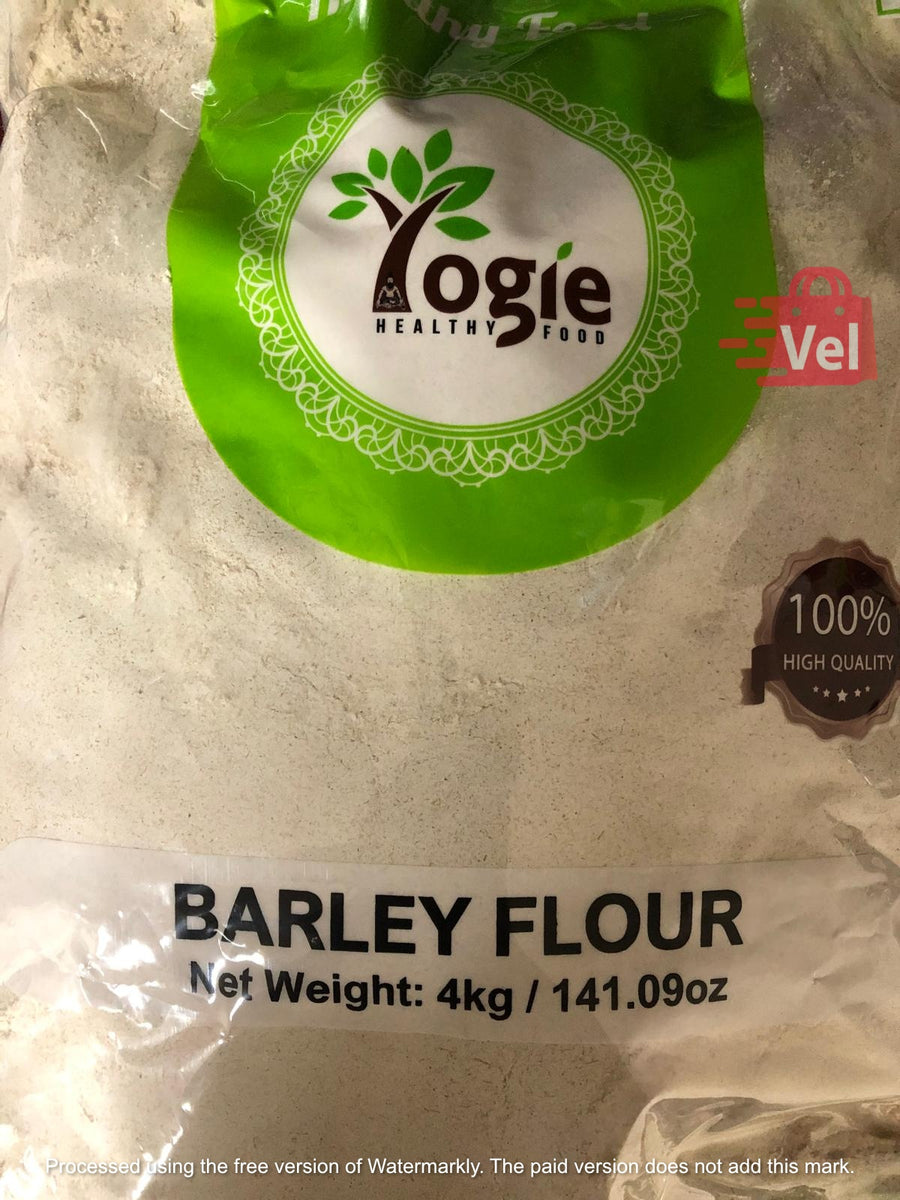 Yogie
HEALTHY FOOD
Vel
100%
HIGH QUALITY
BARLEY FLOUR
Net Weight: 4kg / 141.09oz
Processed using the free version of Watermarkly. The paid version does not add this mark.